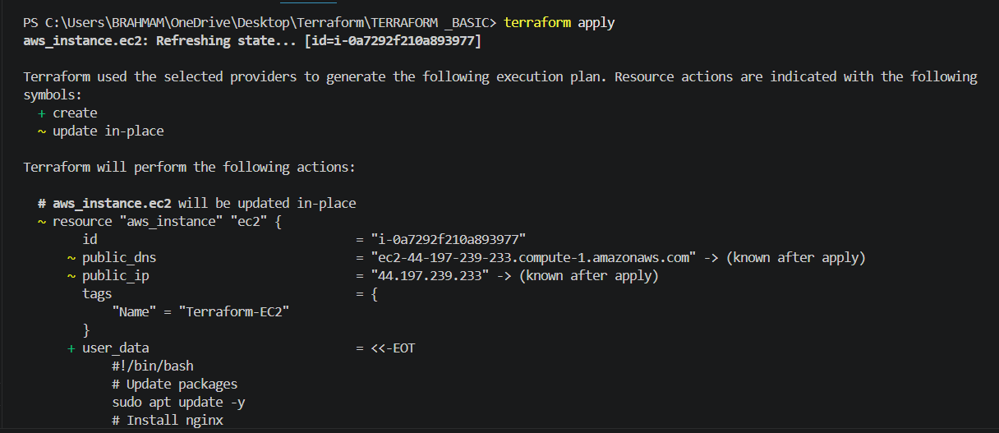 PS C:\Users\BRAHMAM\OneDrive\Desktop\Terraform\TERRAFORM _BASIC> terraform apply
aws_instance.ec2: Refreshing state... [id=i-0a7292f210a893977]
Terraform used the selected providers to generate the following execution plan. Resource actions are indicated with the following
symbols:
+ create
~ update in-place
Terraform will perform the following actions:
# aws_instance.ec2 will be updated in-place
~ resource "aws_instance" "ec2" {
id = "i-0a7292f210a893977"
~ public_dns = "ec2-44-197-239-233.compute-1.amazonaws.com" -> (known after apply)
~ public_ip = "44.197.239.233" -> (known after apply)
tags = {
"Name" = "Terraform-EC2"
}
+ user_data = <<-EOT
#!/bin/bash
# Update packages
sudo apt update -y
# Install nginx